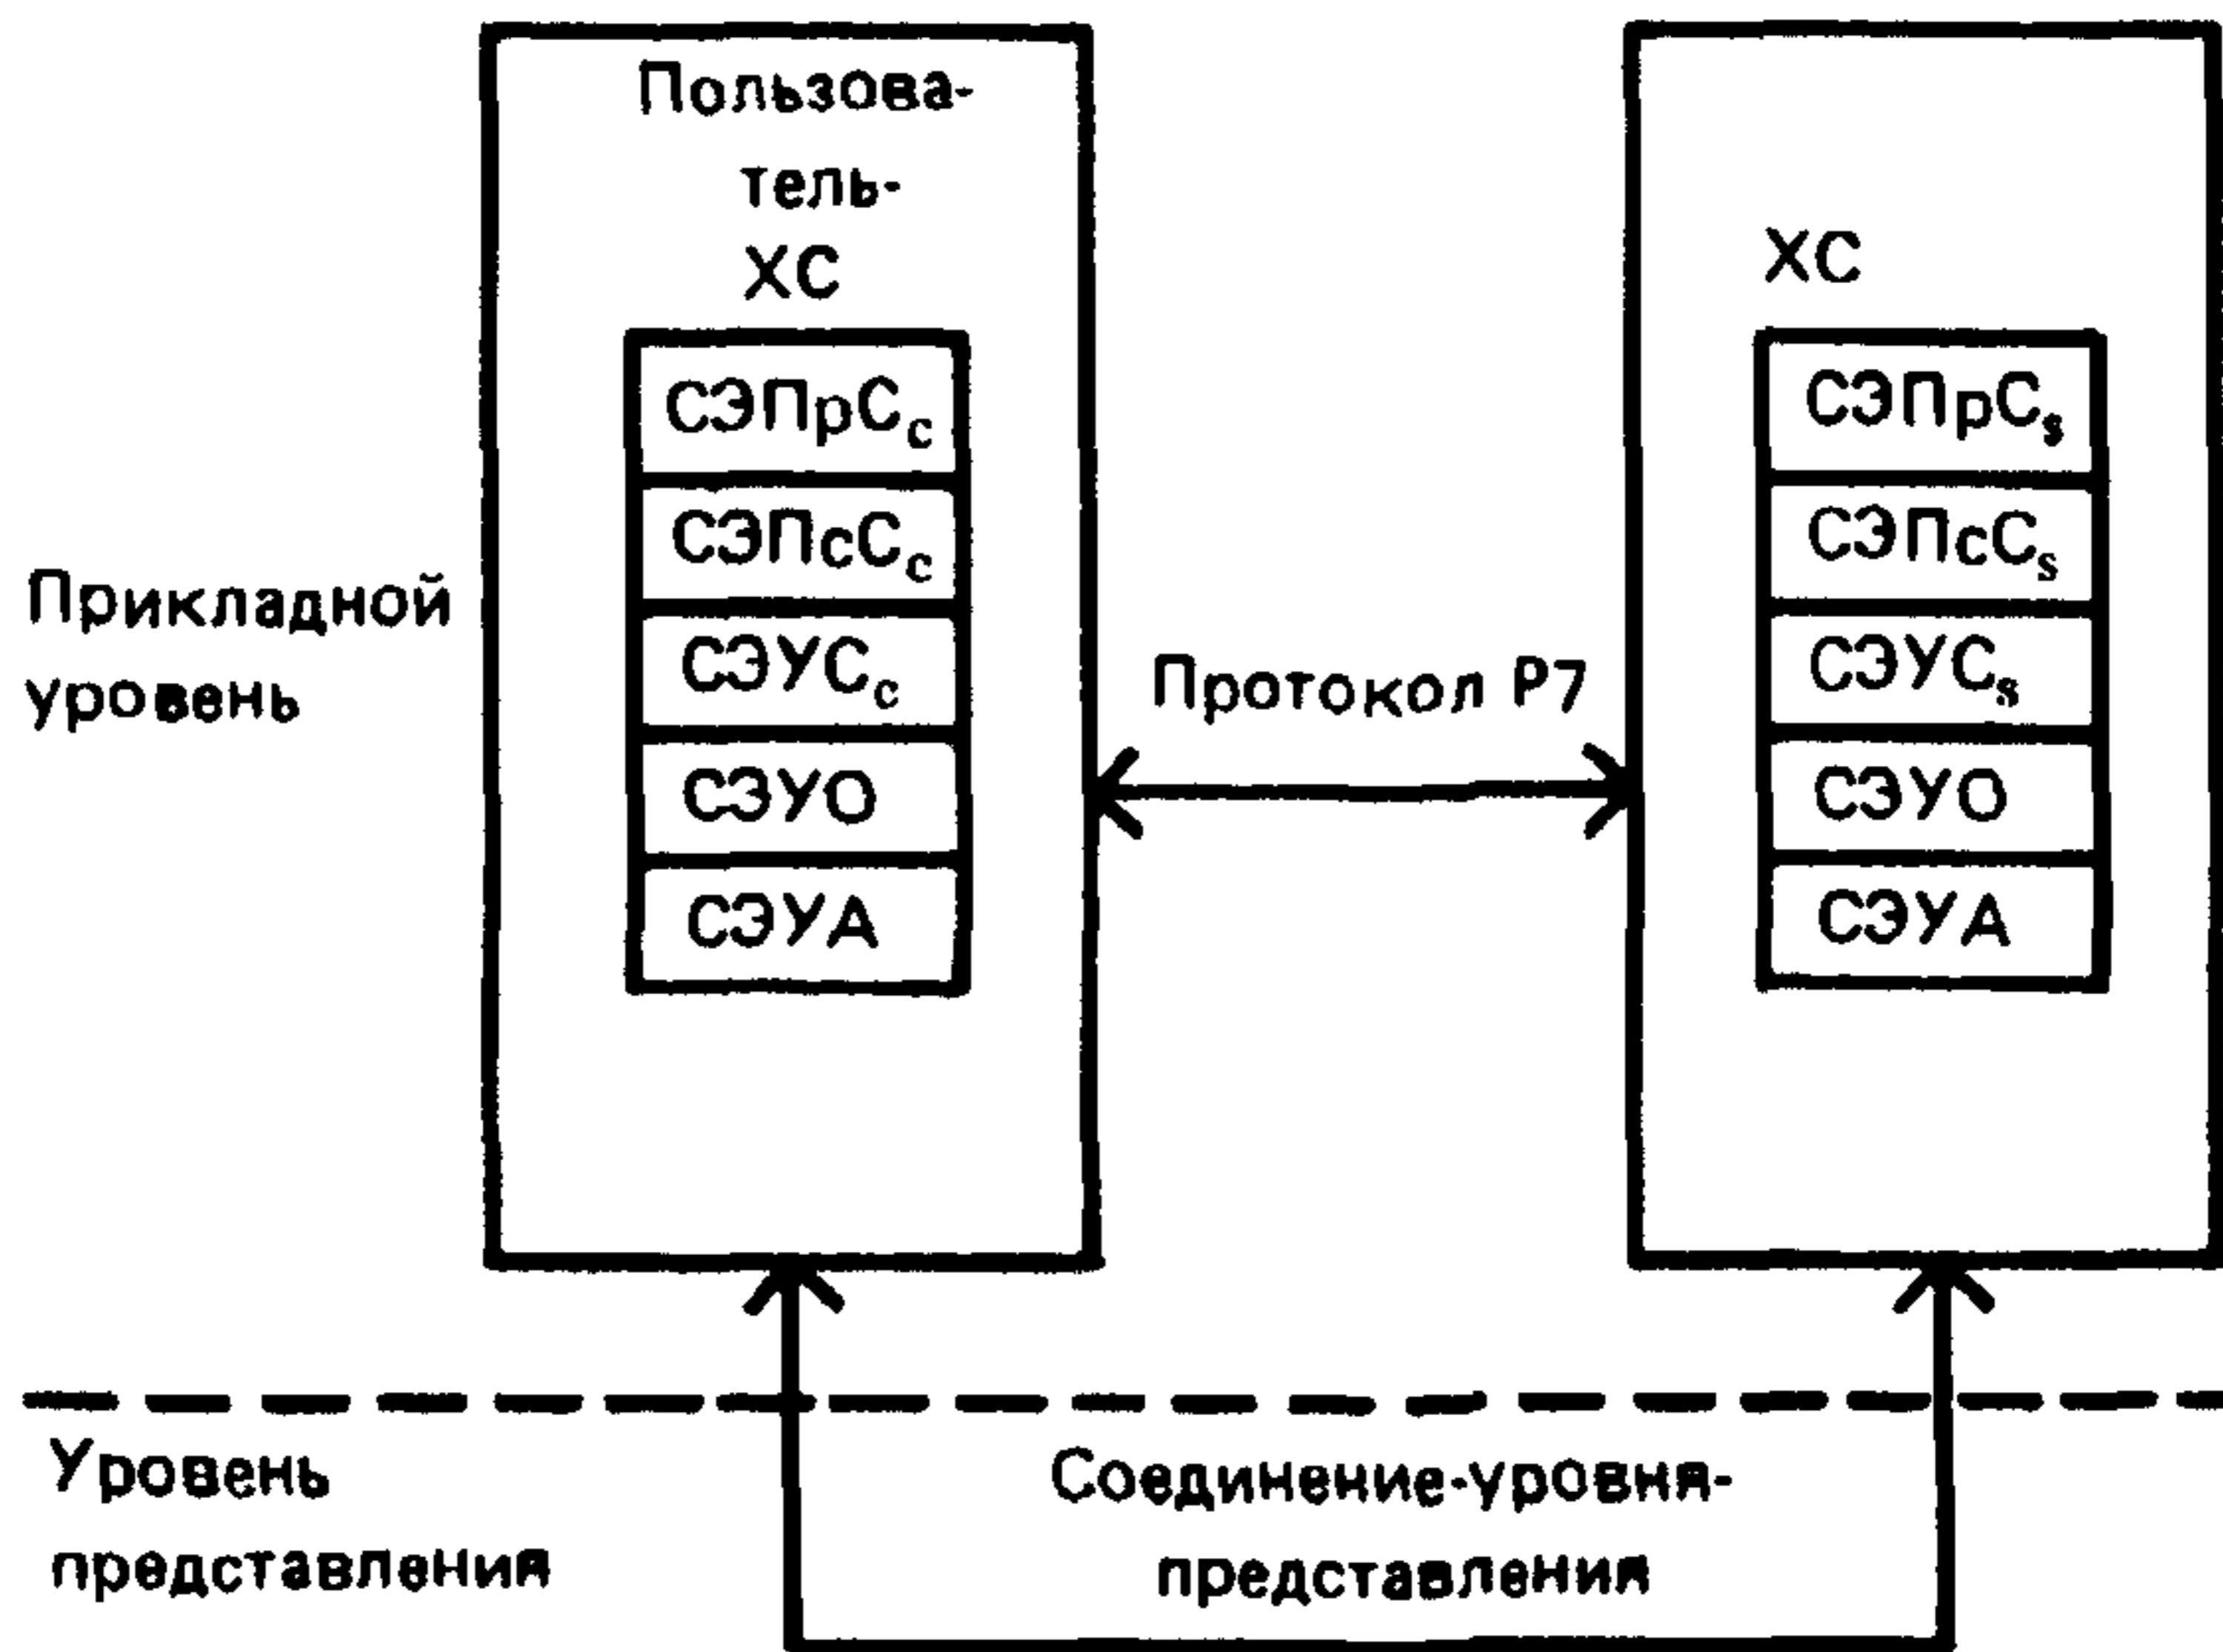 Пользова-
тель-
ХС
СЭПрСc
СЭПсСc
СЭУСc
СЭУО
СЭУА
Прикладной
уровень
Протокол Р7
ХС
СЭПрСs
СЭПсСs
СЭУСs
СЭУО
СЭУА
Уровень
представления
Соединение-уровня-
представления